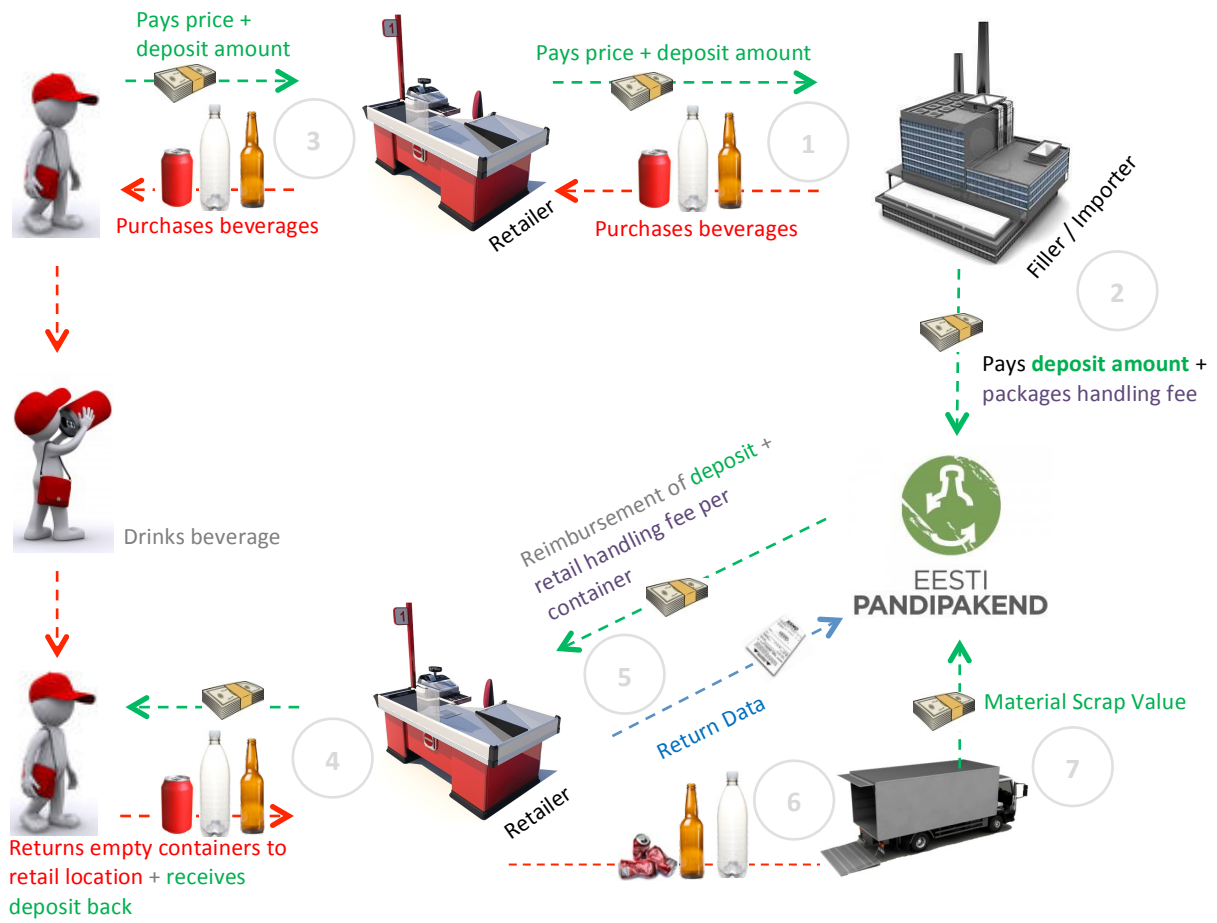 Pays price +
deposit amount
Pays price + deposit amount
1
3
1
Purchases beverages
Retailer
Purchases beverages
Filler / Importer
2
Pays deposit amount +
packages handling fee
Drinks beverage
Reimbursement of deposit +
retail handling fee per
container
EESTI
PANDIPAKEND
1
5
4
Return Data
Material Scrap Value
7
6
Retailer
Returns empty containers to
retail location + receives
deposit back